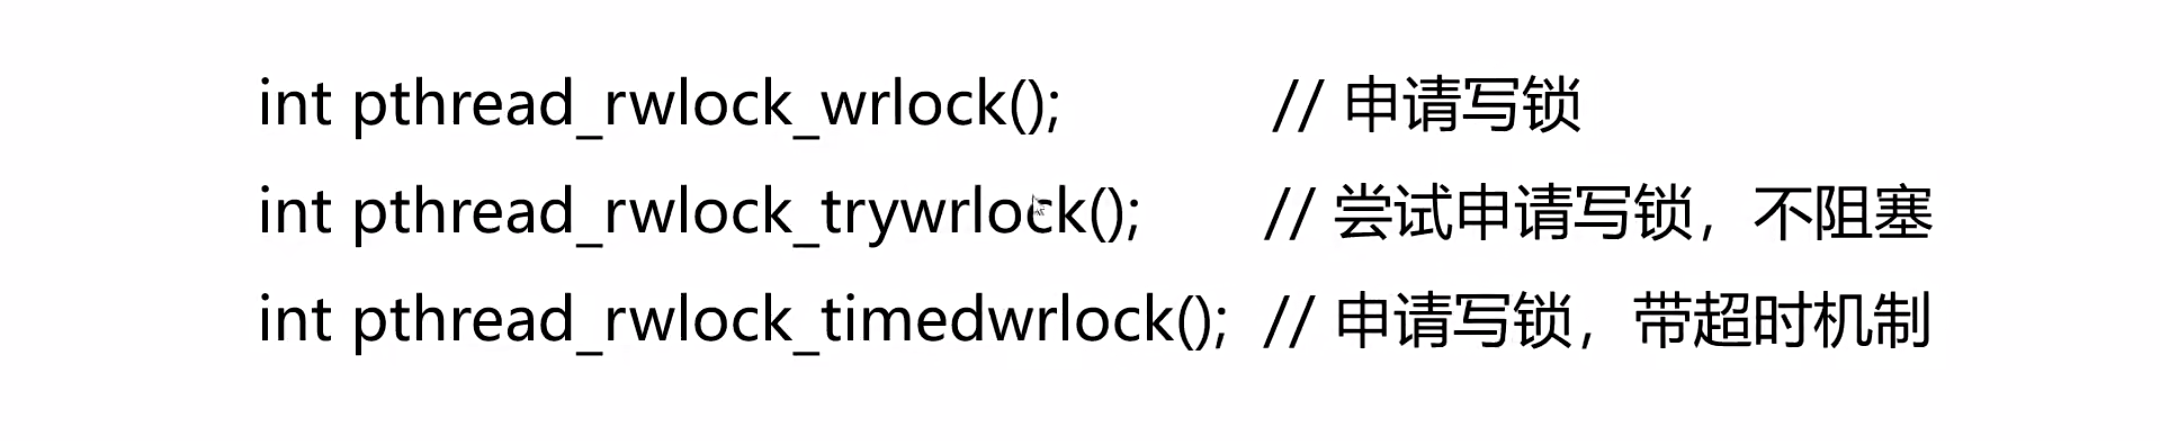 int pthread_rwlock_wrlock(); // 申请写锁
int pthread_rwlock_trywrlock(); // 尝试申请写锁，不阻塞
int pthread_rwlock_timedwrlock(); // 申请写锁，带超时机制